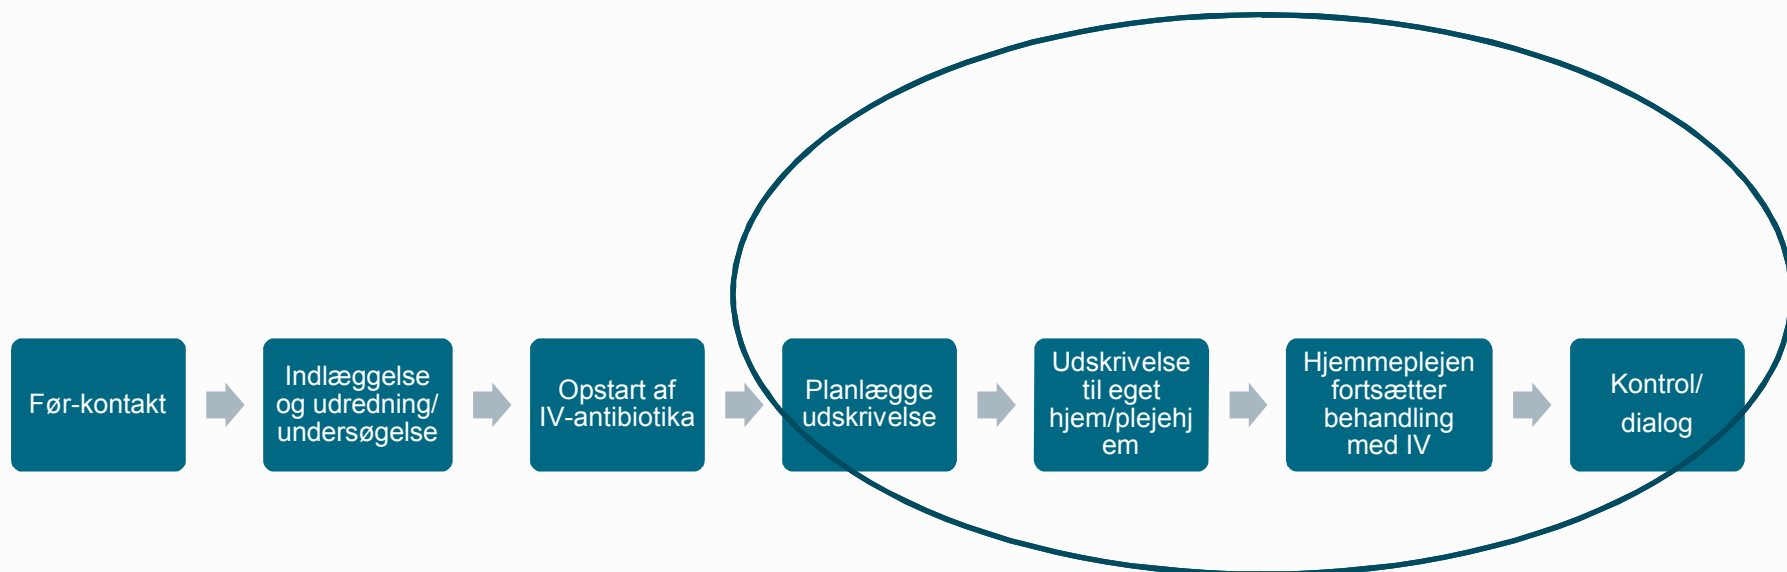 Før-kontakt
Indlæggelse
og udredning/
undersøgelse
Opstart af
IV-antibiotika
Planlægge
udskrivelse
Udskrivelse
til eget
hjem/plejehj
em
Hjemmeplejen
fortsætter
behandling
med IV
Kontrol/
dialog